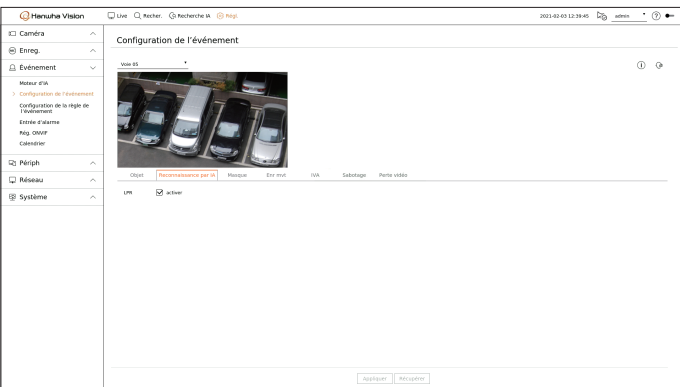 Hanwha Vision
Live Recher. Recherche IA Régl.
2021-02-03 12:39:45 admin
Caméra
Enreg.
Événement
Moteur d'IA
Configuration de l'événement
Configuration de la règle de
l'événement
Entrée d'alarme
Rég. ONVIF
Calendrier
Périph
Réseau
Système
Configuration de l'événement
Voie 05
Objet Reconnaissance par IA Masque Enr mvt IVA Sabotage Perte vidéo
LPR activer
Appliquer Récupérer